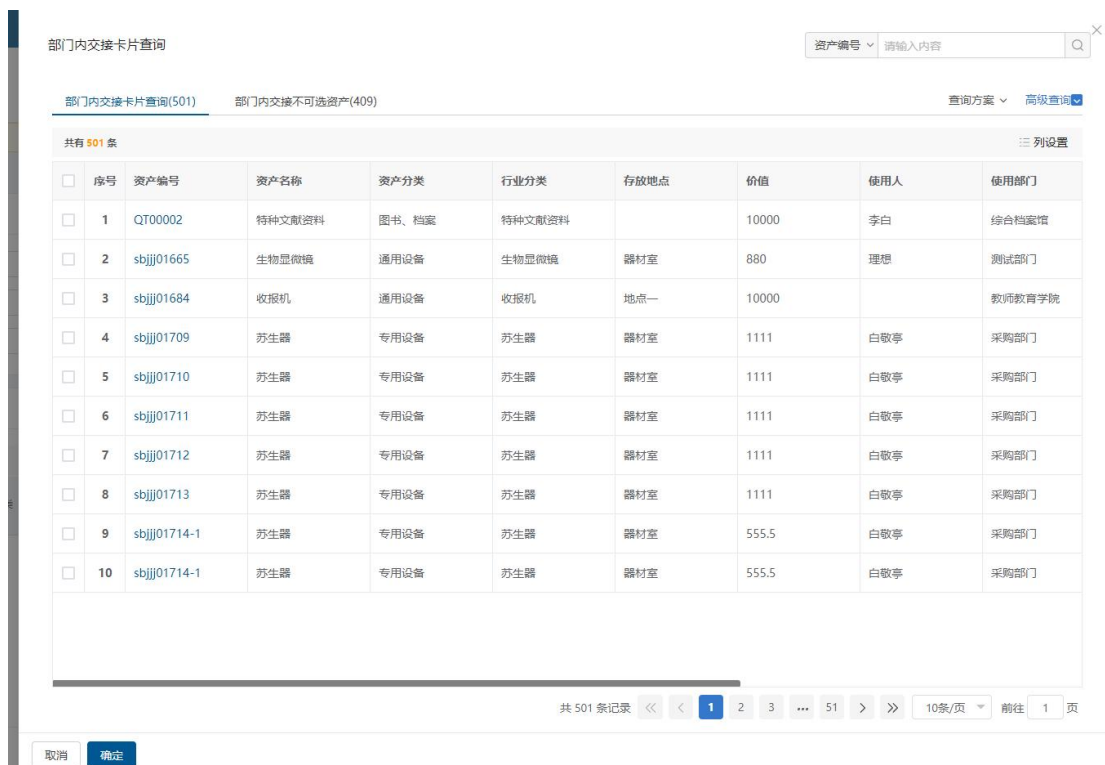 部门内交接卡片查询
资产编号 请输入内容
部门内交接卡片查询(501) 部门内交接不可选资产(409) 查询方案 高级查询
共有 501 条 列设置
序号 资产编号 资产名称 资产分类 行业分类 存放地点 价值 使用人 使用部门
1 QT00002 特种文献资料 图书、档案 特种文献资料 10000 李白 综合档案馆
2 sbjjj01665 生物显微镜 通用设备 生物显微镜 器材室 880 理想 测试部门
3 sbjjj01684 收报机 通用设备 收报机 地点一 10000 教师教育学院
4 sbjjj01709 苏生器 专用设备 苏生器 器材室 1111 白敬亭 采购部门
5 sbjjj01710 苏生器 专用设备 苏生器 器材室 1111 白敬亭 采购部门
6 sbjjj01711 苏生器 专用设备 苏生器 器材室 1111 白敬亭 采购部门
7 sbjjj01712 苏生器 专用设备 苏生器 器材室 1111 白敬亭 采购部门
8 sbjjj01713 苏生器 专用设备 苏生器 器材室 1111 白敬亭 采购部门
9 sbjjj01714-1 苏生器 专用设备 苏生器 器材室 555.5 白敬亭 采购部门
10 sbjjj01714-1 苏生器 专用设备 苏生器 器材室 555.5 白敬亭 采购部门
共 501 条记录 1 2 3 ... 51 10条/页 前往 1 页
取消 确定